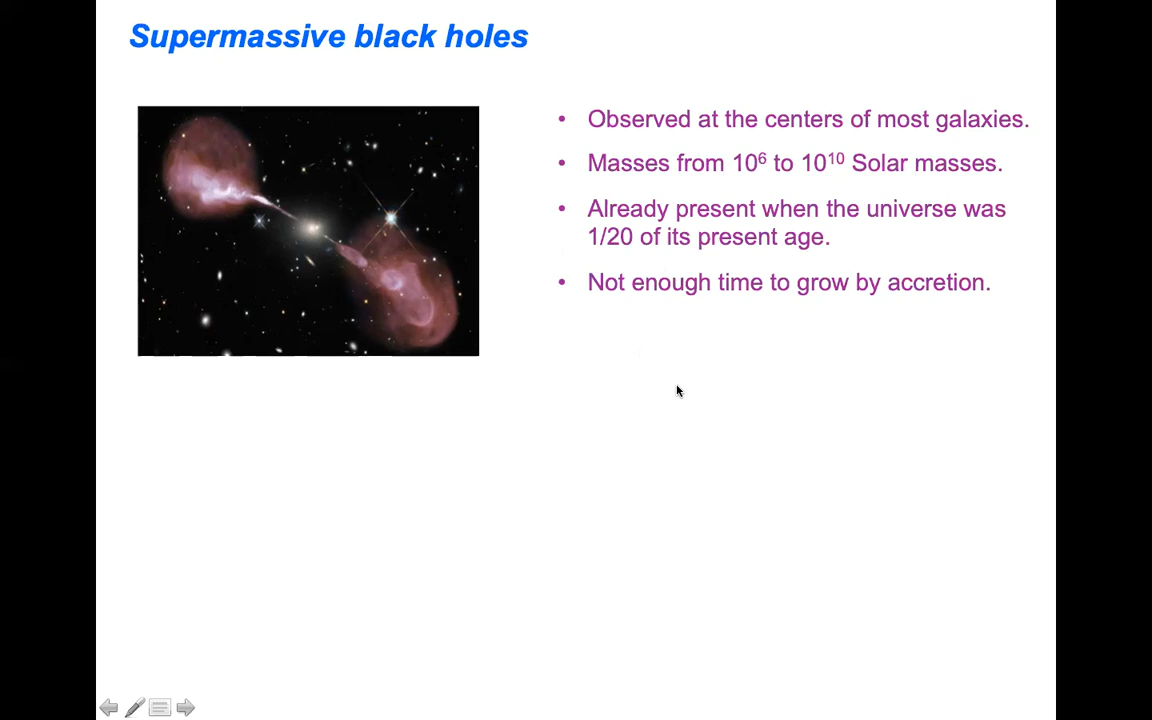 Supermassive black holes
• Observed at the centers of most galaxies.
• Masses from 10⁶ to 10¹⁰ Solar masses.
• Already present when the universe was
1/20 of its present age.
• Not enough time to grow by accretion.